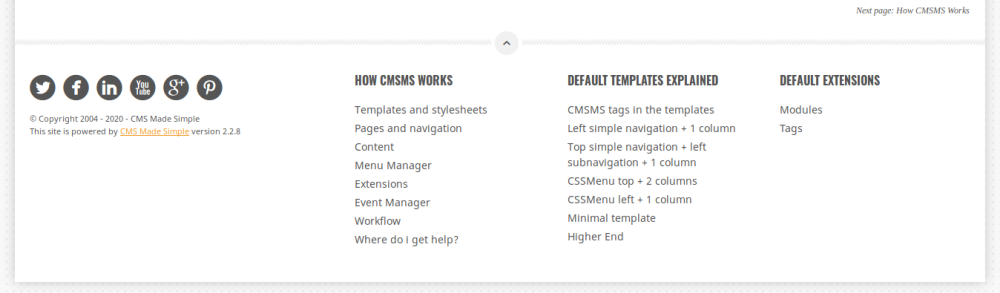 Next page: How CMSMS Works
You
Tube
g+
© Copyright 2004 - 2020 - CMS Made Simple
This site is powered by CMS Made Simple version 2.2.8
HOW CMSMS WORKS
Templates and stylesheets
Pages and navigation
Content
Menu Manager
Extensions
Event Manager
Workflow
Where do i get help?
DEFAULT TEMPLATES EXPLAINED
CMSMS tags in the templates
Left simple navigation + 1 column
Top simple navigation + left
subnavigation + 1 column
CSSMenu top + 2 columns
CSSMenu left + 1 column
Minimal template
Higher End
DEFAULT EXTENSIONS
Modules
Tags